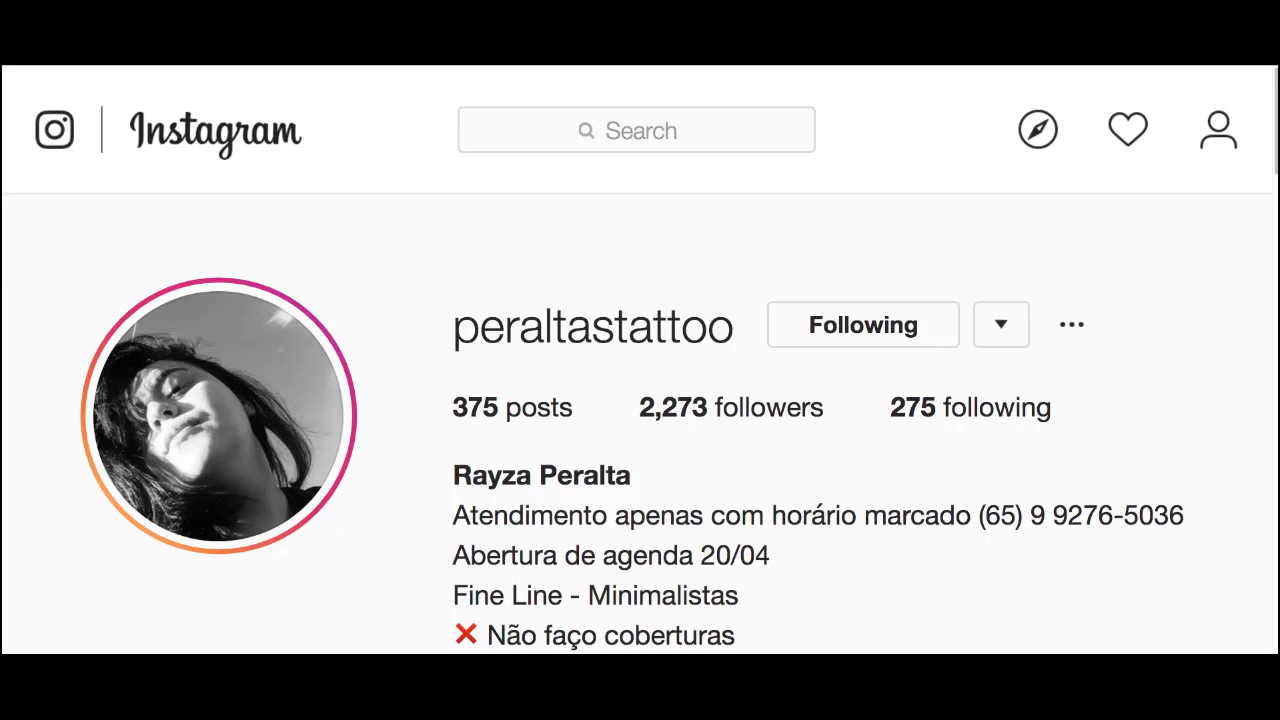 Instagram
Search
peraltastattoo Following
375 posts 2,273 followers 275 following
Rayza Peralta
Atendimento apenas com horário marcado (65) 9 9276-5036
Abertura de agenda 20/04
Fine Line - Minimalistas
❌ Não faço coberturas